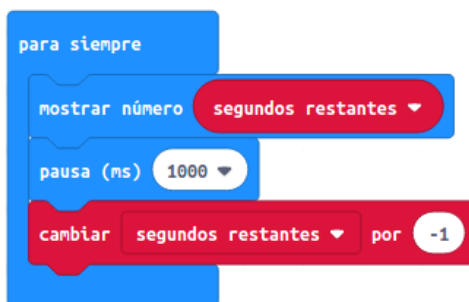 para siempre
mostrar número segundos restantes
pausa (ms) 1000
cambiar segundos restantes por -1